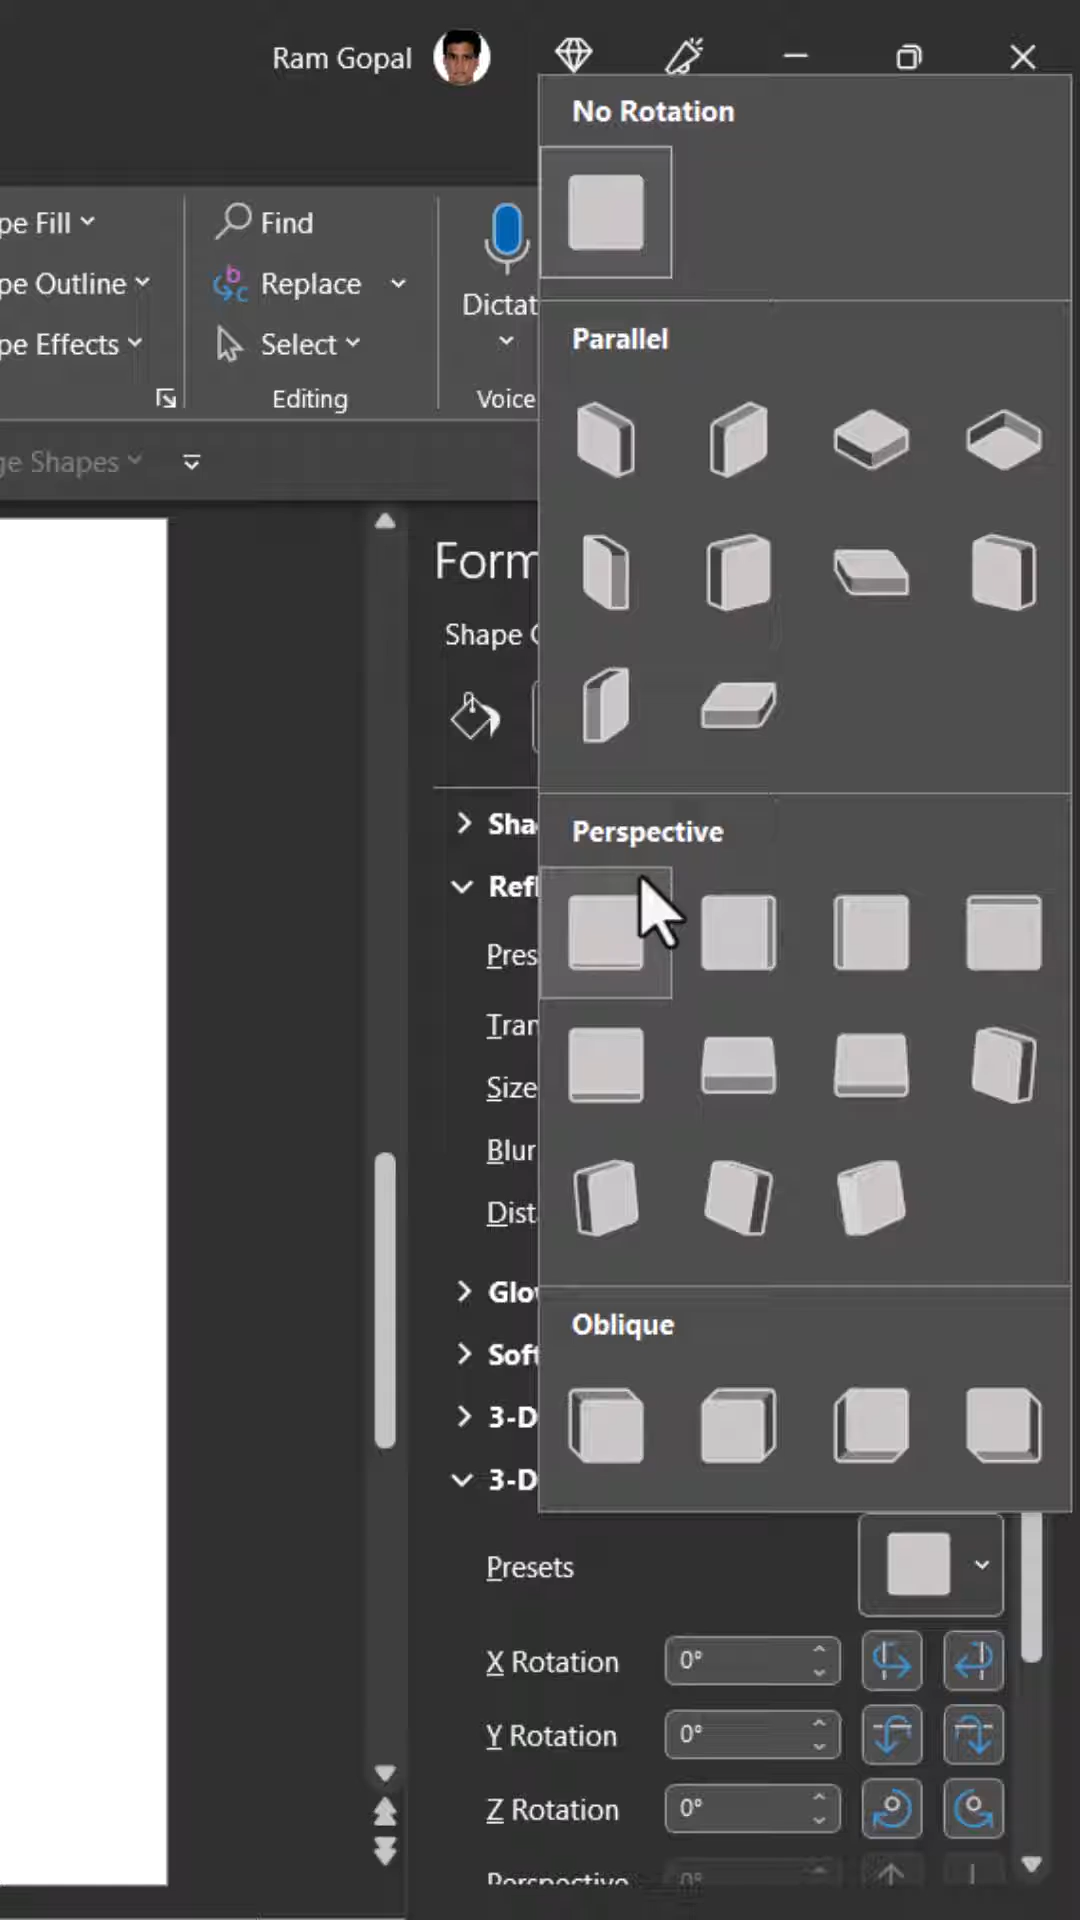 Ram Gopal
No Rotation
pe Fill
Find
pe Outline
Replace
Dictat
pe Effects
Select
Parallel
Editing
Voice
ge Shapes
Form
Shape O
Sha
Perspective
Refl
Pres
Tran
Size
Blur
Dist
Glo
Oblique
Soft
3-D
3-D
Presets
X Rotation 0°
Y Rotation 0°
Z Rotation 0°
Perspective 0°